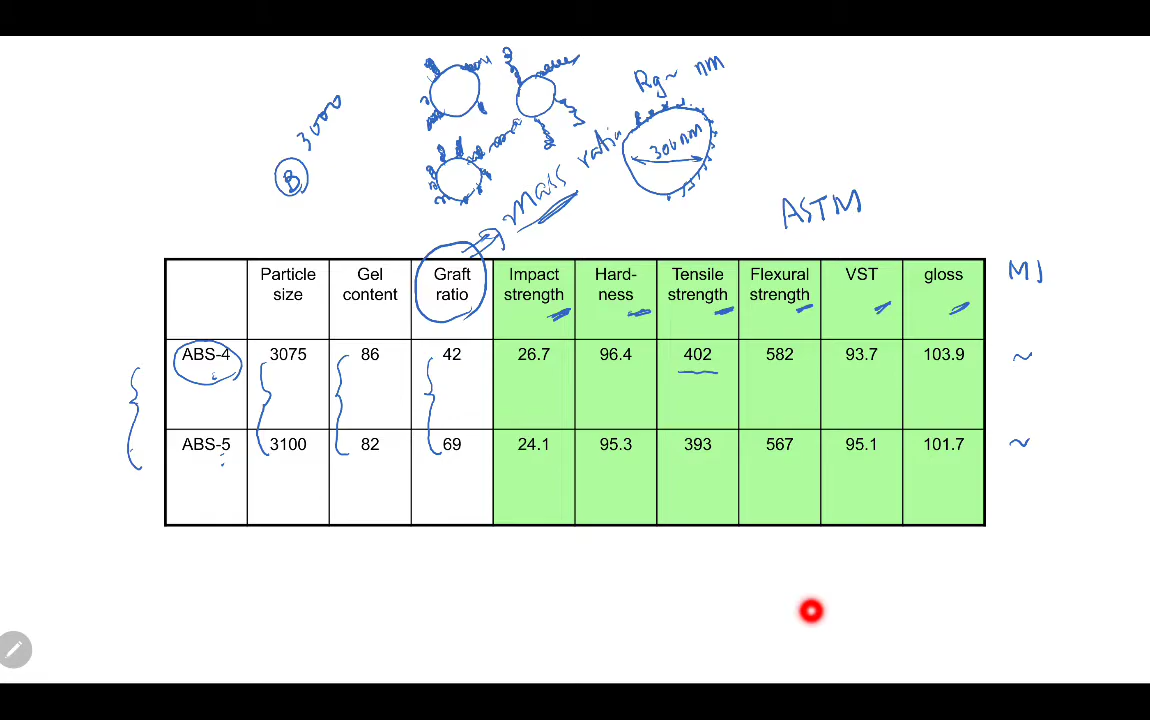 Rg~ nm
3000
B
300nm
mass ratio
ASTM
Particle size
Gel content
Graft ratio
Impact strength
Hard-
ness
Tensile strength
Flexural strength
VST
gloss
MI
ABS-4 3075 86 42 26.7 96.4 402 582 93.7 103.9 ~
ABS-5 3100 82 69 24.1 95.3 393 567 95.1 101.7 ~